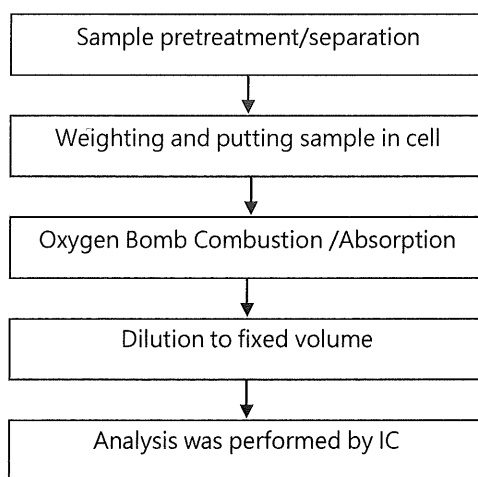 Sample pretreatment/separation
Weighting and putting sample in cell
Oxygen Bomb Combustion /Absorption
Dilution to fixed volume
Analysis was performed by IC